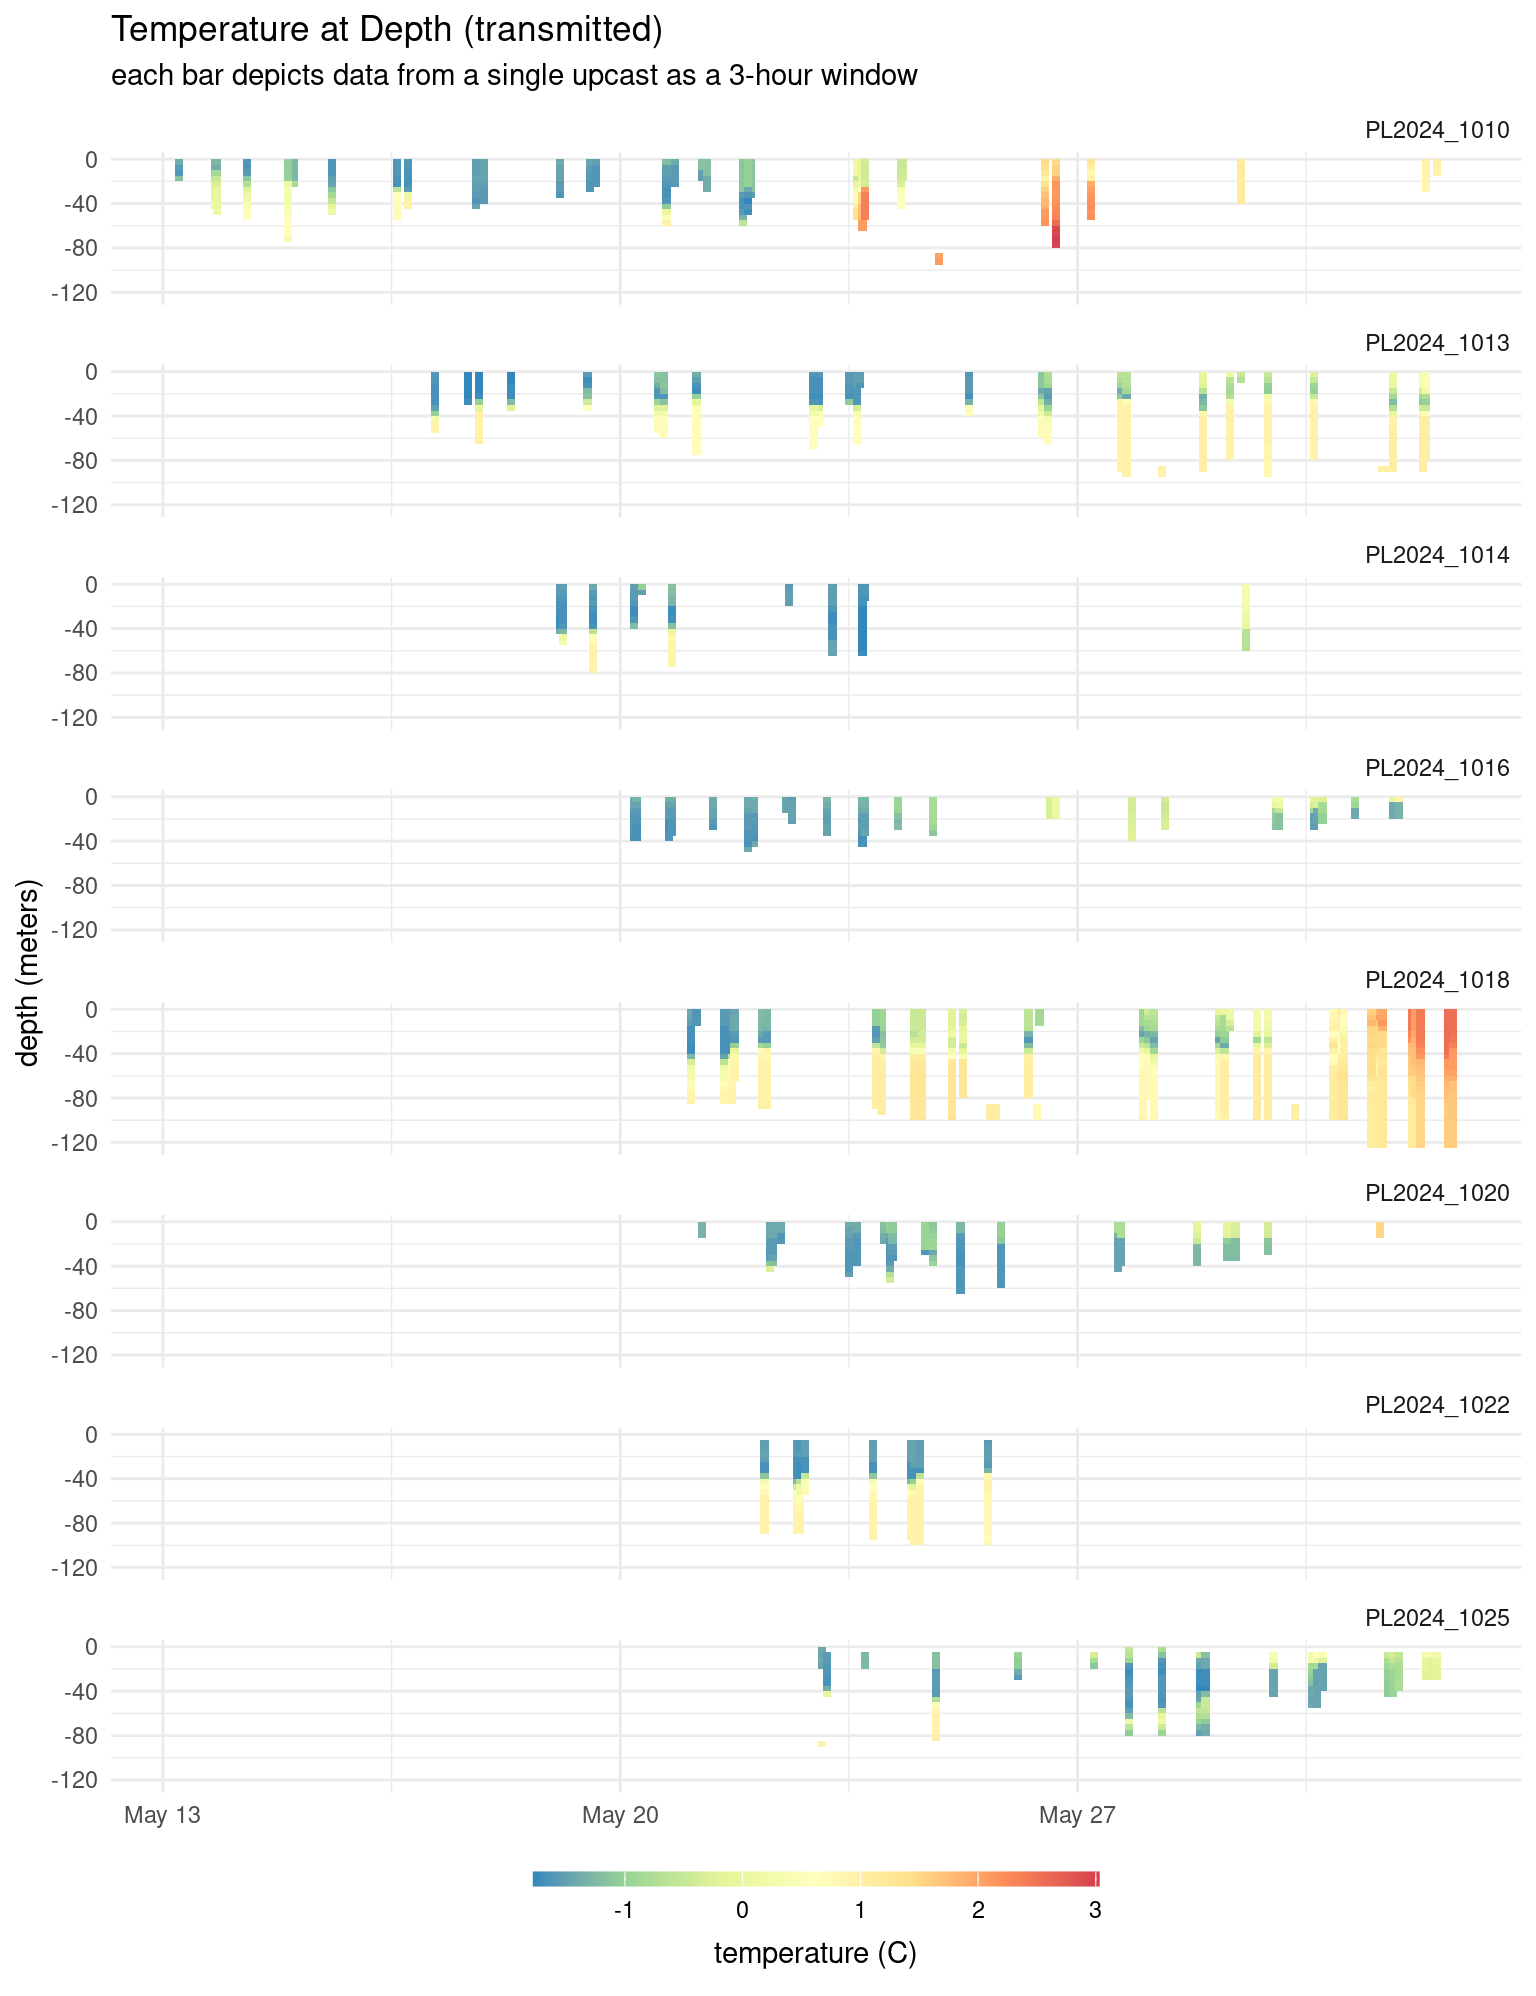 Temperature at Depth (transmitted)
each bar depicts data from a single upcast as a 3-hour window
PL2024_1010
0
-40
-80
-120
PL2024_1013
0
-40
-80
-120
PL2024_1014
0
-40
-80
-120
PL2024_1016
0
-40
-80
-120
depth (meters)
PL2024_1018
0
-40
-80
-120
PL2024_1020
0
-40
-80
-120
PL2024_1022
0
-40
-80
-120
PL2024_1025
0
-40
-80
-120
May 13 May 20 May 27
-1 0 1 2 3
temperature (C)